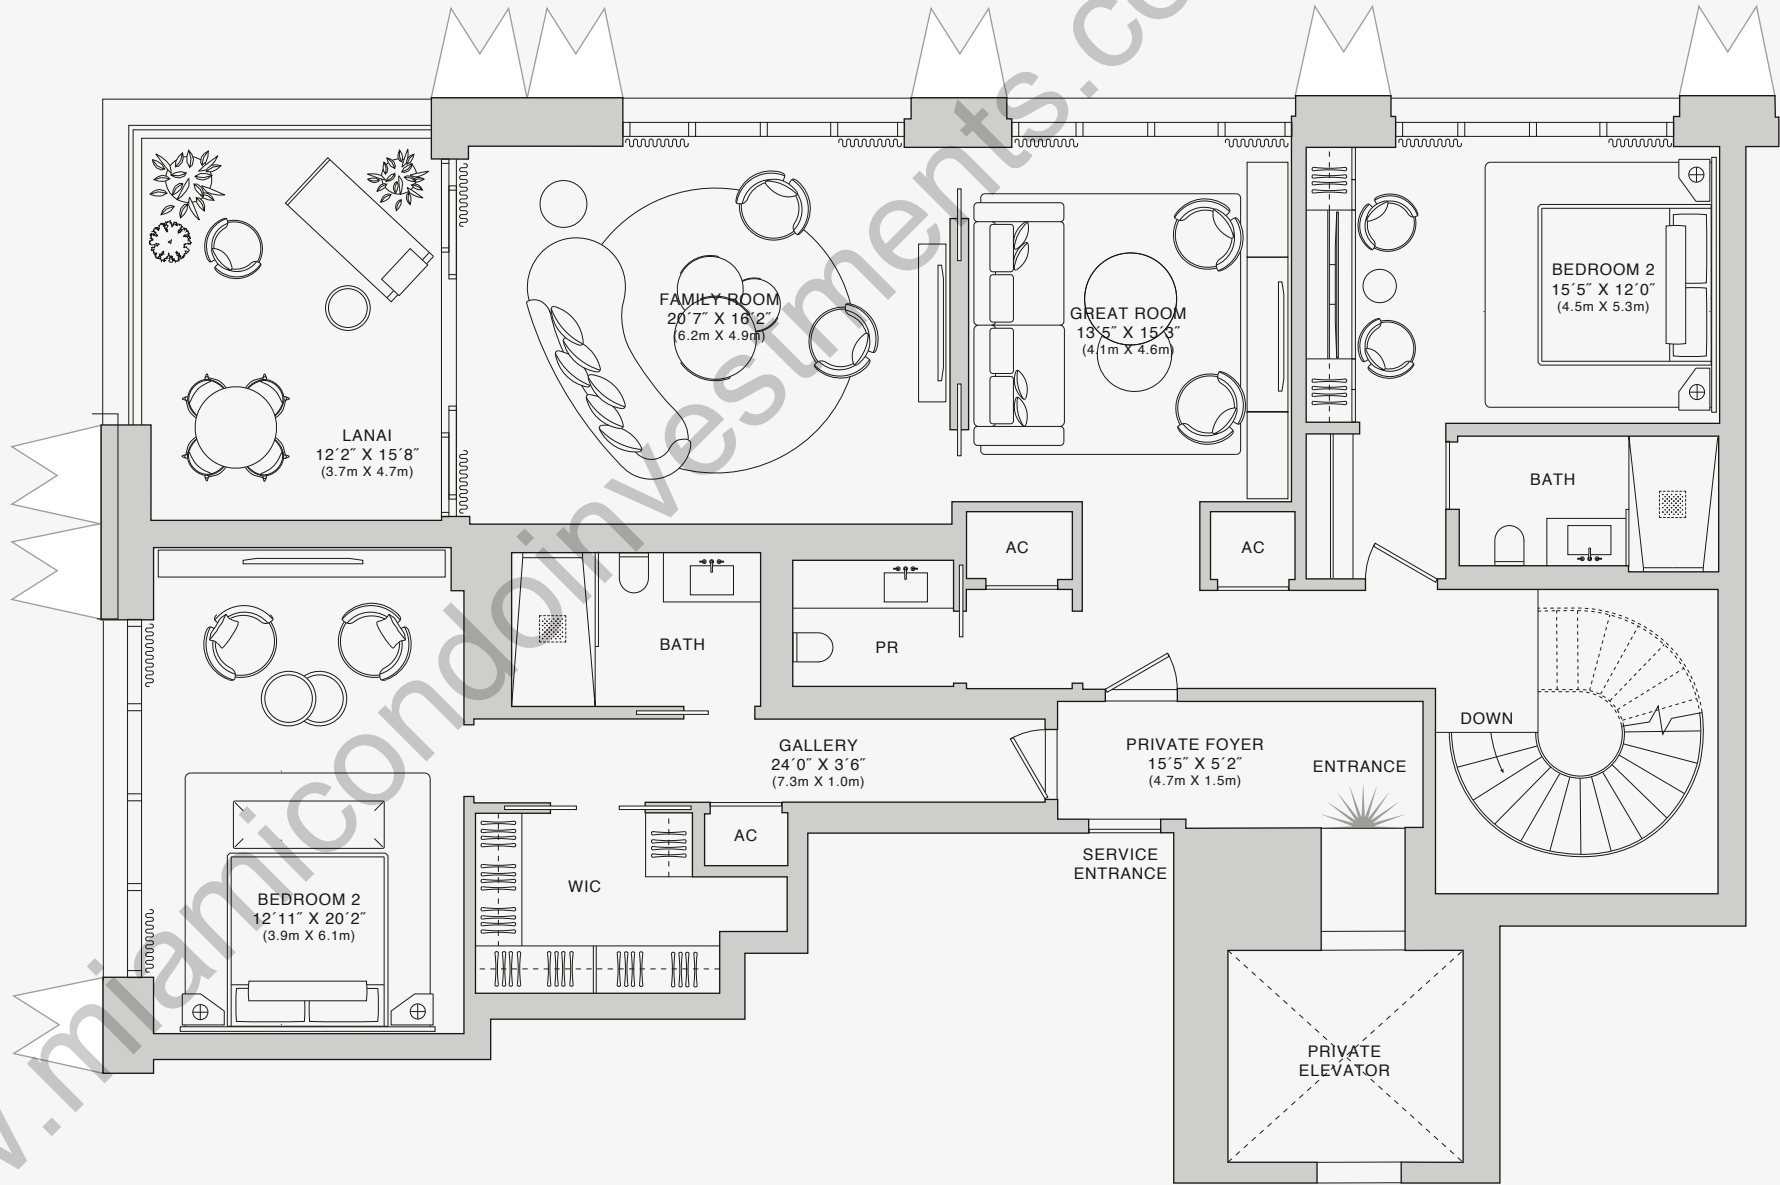 FAMILY ROOM
20´7˝ X 16´2˝
(6.2m X 4.9m)
GREAT ROOM
13´5˝ X 15´3˝
(4.1m X 4.6m)
BEDROOM 2
15´5˝ X 12´0˝
(4.5m X 5.3m)
LANAI
12´2˝ X 15´8˝
(3.7m X 4.7m)
BATH
AC
AC
BATH
PR
DOWN
GALLERY
24´0˝ X 3´6˝
(7.3m X 1.0m)
PRIVATE FOYER
15´5˝ X 5´2˝
(4.7m X 1.5m)
ENTRANCE
AC
SERVICE
ENTRANCE
WIC
BEDROOM 2
12´11˝ X 20´2˝
(3.9m X 6.1m)
PRIVATE
ELEVATOR
.miamicondoinvestments.co